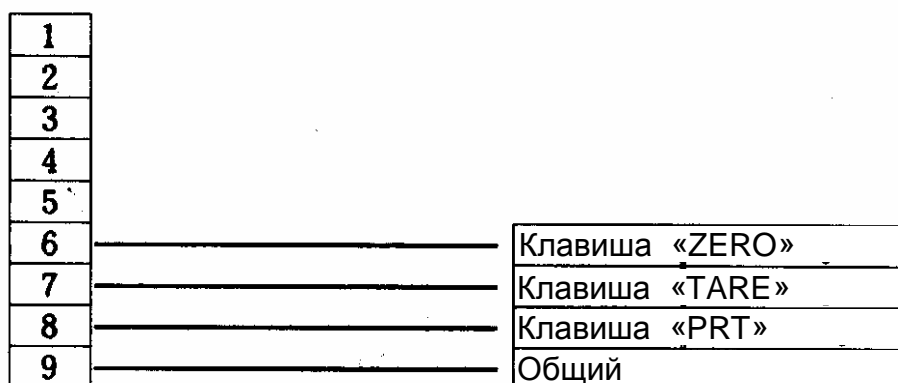 1
2
3
4
5
6 Клавиша «ZERO»
7 Клавиша «TARE»
8 Клавиша «PRT»
9 Общий